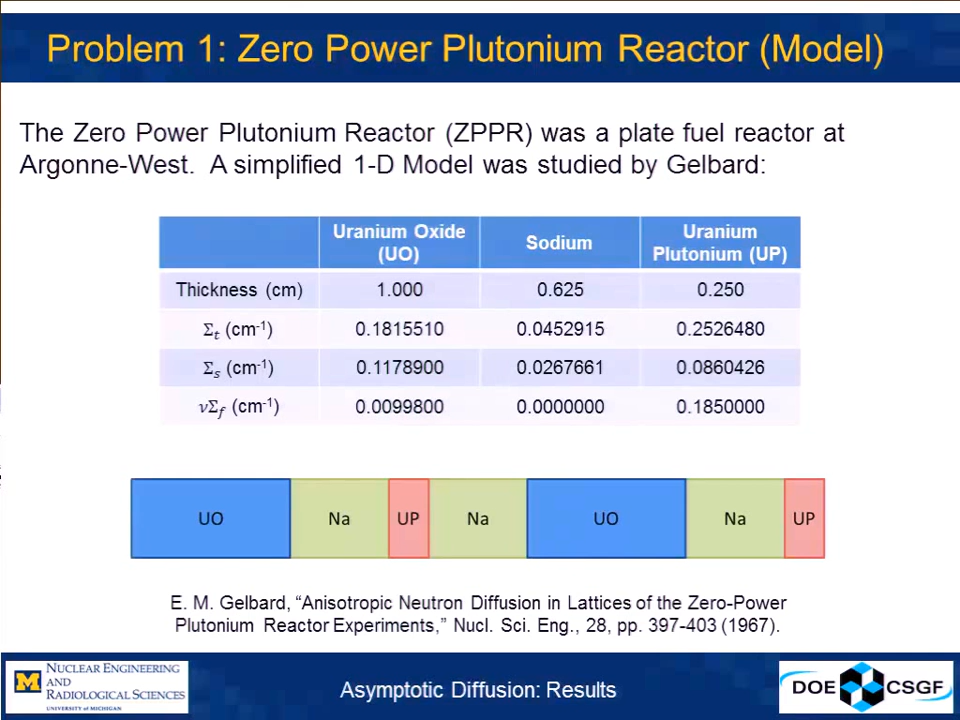 Problem 1: Zero Power Plutonium Reactor (Model)
The Zero Power Plutonium Reactor (ZPPR) was a plate fuel reactor at
Argonne-West. A simplified 1-D Model was studied by Gelbard:
Uranium Oxide (UO) Sodium Uranium Plutonium (UP)
Thickness (cm) 1.000 0.625 0.250
Σt (cm-1) 0.1815510 0.0452915 0.2526480
Σs (cm-1) 0.1178900 0.0267661 0.0860426
νΣf (cm-1) 0.0099800 0.0000000 0.1850000
UO Na UP Na UO Na UP
E. M. Gelbard, “Anisotropic Neutron Diffusion in Lattices of the Zero-Power
Plutonium Reactor Experiments,” Nucl. Sci. Eng., 28, pp. 397-403 (1967).
M NUCLEAR ENGINEERING
AND
RADIOLOGICAL SCIENCES
UNIVERSITY of MICHIGAN
Asymptotic Diffusion: Results
DOE CSGF